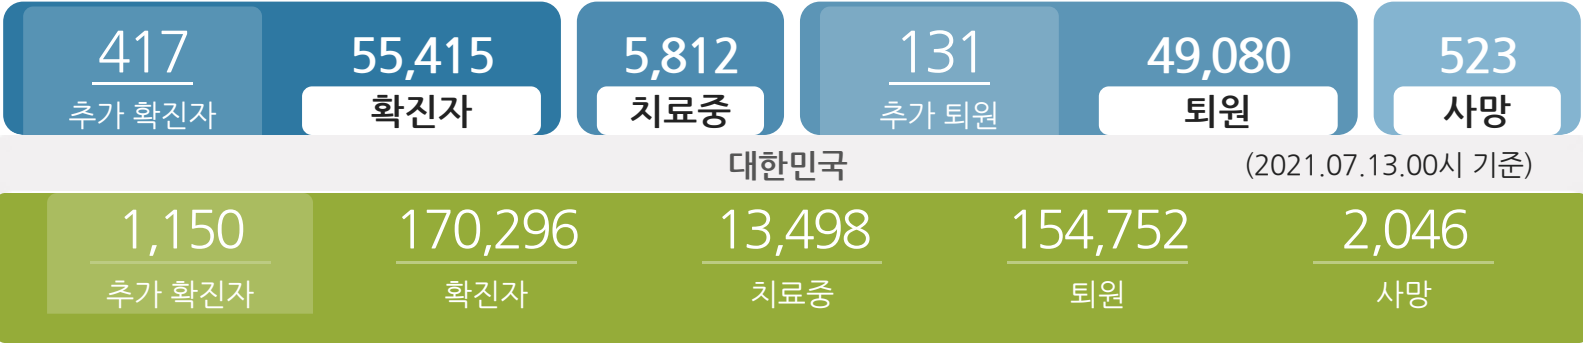 417 55,415 5,812 131 49,080 523
추가 확진자 확진자 치료중 추가 퇴원 퇴원 사망
대한민국 (2021.07.13.00시 기준)
1,150 170,296 13,498 154,752 2,046
추가 확진자 확진자 치료중 퇴원 사망